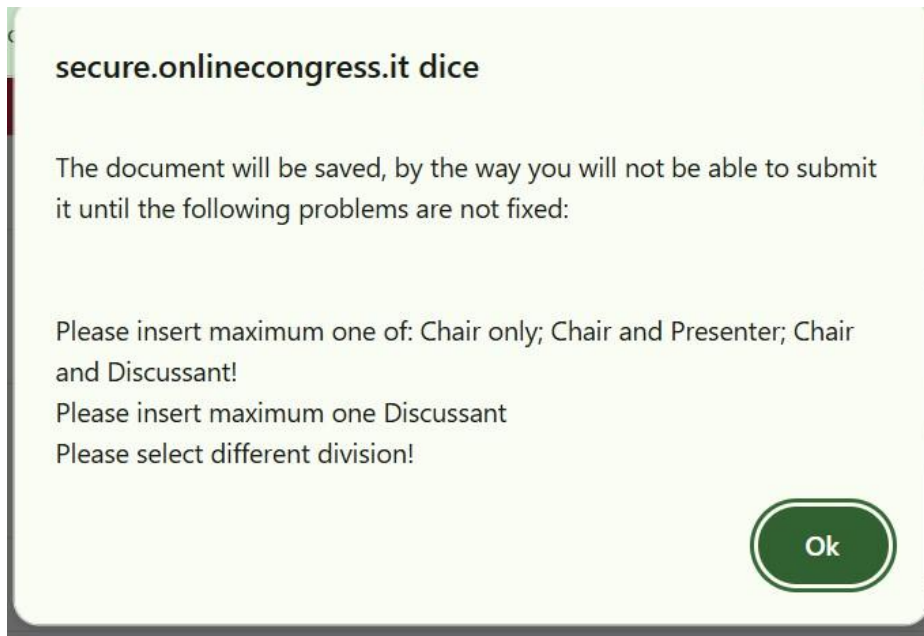 secure.onlinecongress.it dice
The document will be saved, by the way you will not be able to submit
it until the following problems are not fixed:
Please insert maximum one of: Chair only; Chair and Presenter; Chair
and Discussant!
Please insert maximum one Discussant
Please select different division!
Ok